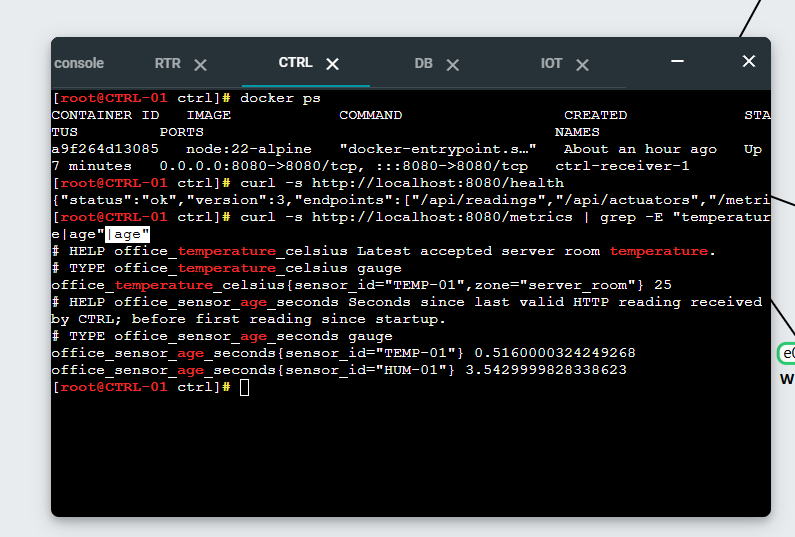 console RTR CTRL DB IOT
[root@CTRL-01 ctrl]# docker ps
CONTAINER ID   IMAGE            COMMAND                  CREATED             STA
TUS         PORTS                                         NAMES
a9f264d13085   node:22-alpine   "docker-entrypoint.s…"   About an hour ago   Up
7 minutes   0.0.0.0:8080->8080/tcp, :::8080->8080/tcp   ctrl-receiver-1
[root@CTRL-01 ctrl]# curl -s http://localhost:8080/health
{"status":"ok","version":3,"endpoints":["/api/readings","/api/actuators","/metri
[root@CTRL-01 ctrl]# curl -s http://localhost:8080/metrics | grep -E "temperatur
e|age"|age"
# HELP office_temperature_celsius Latest accepted server room temperature.
# TYPE office_temperature_celsius gauge
office_temperature_celsius{sensor_id="TEMP-01",zone="server_room"} 25
# HELP office_sensor_age_seconds Seconds since last valid HTTP reading received
by CTRL; before first reading since startup.
# TYPE office_sensor_age_seconds gauge
office_sensor_age_seconds{sensor_id="TEMP-01"} 0.5160000324249268
office_sensor_age_seconds{sensor_id="HUM-01"} 3.5429999828338623
[root@CTRL-01 ctrl]#